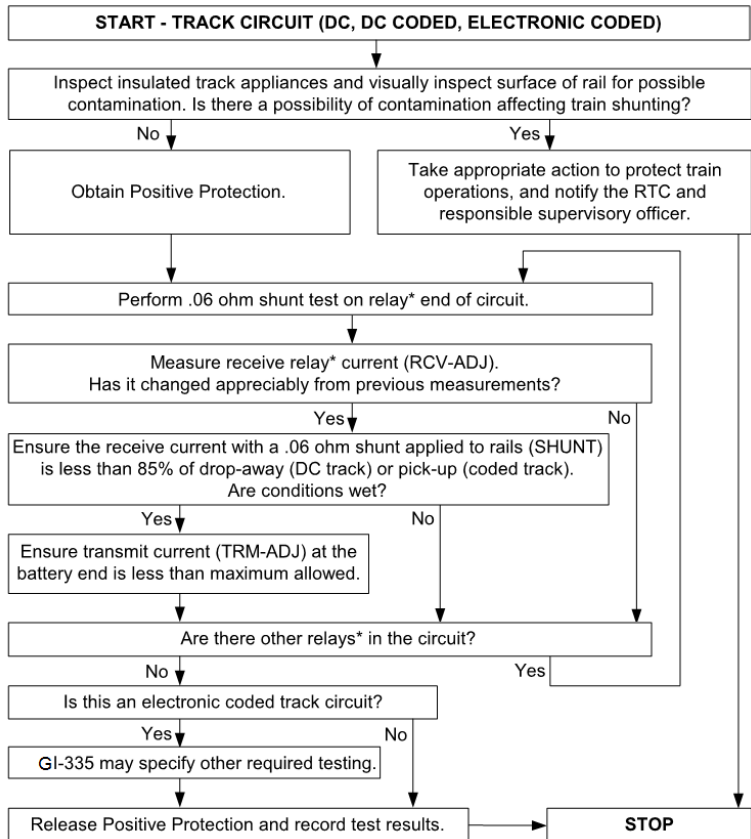 START - TRACK CIRCUIT (DC, DC CODED, ELECTRONIC CODED)
Inspect insulated track appliances and visually inspect surface of rail for possible
contamination. Is there a possibility of contamination affecting train shunting?
No
Yes
Obtain Positive Protection.
Take appropriate action to protect train
operations, and notify the RTC and
responsible supervisory officer.
Perform .06 ohm shunt test on relay* end of circuit.
Measure receive relay* current (RCV-ADJ).
Has it changed appreciably from previous measurements?
Yes
No
Ensure the receive current with a .06 ohm shunt applied to rails (SHUNT)
is less than 85% of drop-away (DC track) or pick-up (coded track).
Are conditions wet?
Yes
No
Ensure transmit current (TRM-ADJ) at the
battery end is less than maximum allowed.
Are there other relays* in the circuit?
No
Yes
Is this an electronic coded track circuit?
Yes
No
GI-335 may specify other required testing.
Release Positive Protection and record test results.
STOP